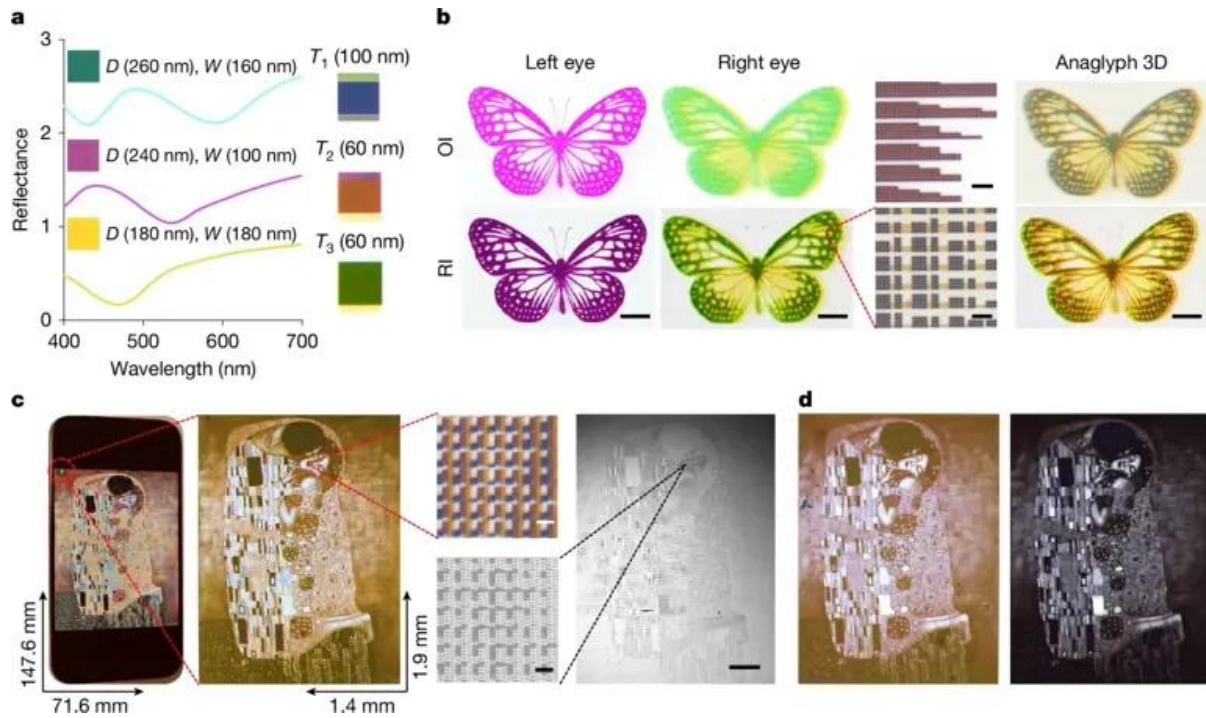 a
3
2
1
0
Reflectance
D (260 nm), W (160 nm)
D (240 nm), W (100 nm)
D (180 nm), W (180 nm)
400 500 600 700
Wavelength (nm)
T1 (100 nm)
T2 (60 nm)
T3 (60 nm)
b
Left eye Right eye Anaglyph 3D
OI
RI
c
147.6 mm
71.6 mm
1.9 mm
1.4 mm
d